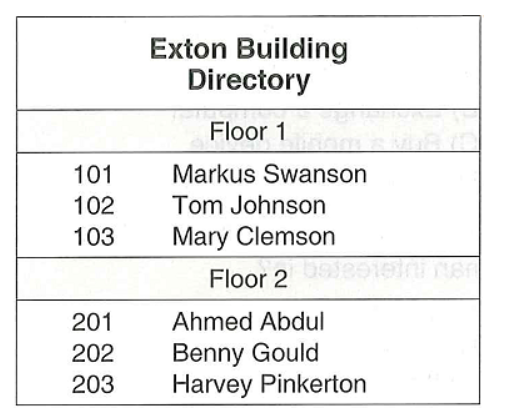 Exton Building
Directory
Floor 1
101 Markus Swanson
102 Tom Johnson
103 Mary Clemson
Floor 2
201 Ahmed Abdul
202 Benny Gould
203 Harvey Pinkerton